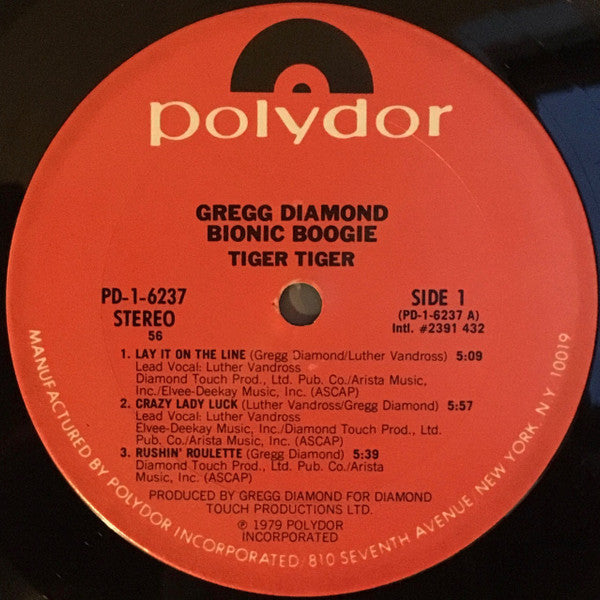 polydor
GREGG DIAMOND
BIONIC BOOGIE
TIGER TIGER
PD-1-6237
STEREO
56
SIDE 1
(PD-1-6237 A)
Intl. #2391 432
1. LAY IT ON THE LINE (Gregg Diamond/Luther Vandross) 5:09
Lead Vocal: Luther Vandross
Diamond Touch Prod., Ltd. Pub. Co./Arista Music,
Inc./Elvee-Deekay Music, Inc. (ASCAP)
2. CRAZY LADY LUCK (Luther Vandross/Gregg Diamond) 5:57
Lead Vocal: Luther Vandross
Elvee-Deekay Music, Inc./Diamond Touch Prod., Ltd.
Pub. Co./Arista Music, Inc. (ASCAP)
3. RUSHIN' ROULETTE (Gregg Diamond) 5:39
Diamond Touch Prod., Ltd. Pub. Co./Arista
Music, Inc. (ASCAP)
PRODUCED BY GREGG DIAMOND FOR DIAMOND
TOUCH PRODUCTIONS LTD.
℗ 1979 POLYDOR
INCORPORATED
MANUFACTURED BY POLYDOR INCORPORATED/810 SEVENTH AVENUE, NEW YORK, N.Y. 10019